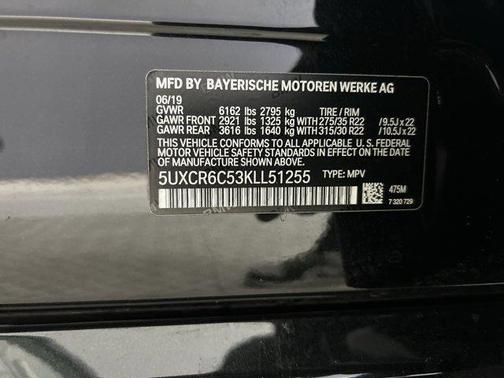 MFD BY BAYERISCHE MOTOREN WERKE AG
06/19
GVWR 6162 lbs 2795 kg TIRE / RIM
GAWR FRONT 2921 lbs 1325 kg WITH 275/35 R22 /9.5J x 22
GAWR REAR 3616 lbs 1640 kg WITH 315/30 R22 /10.5J x 22
THIS VEHICLE CONFORMS TO ALL APPLICABLE U. S. FEDERAL
MOTOR VEHICLE SAFETY STANDARDS IN EFFECT ON
THE DATE OF MANUFACTURE SHOWN ABOVE.
5UXCR6C53KLL51255 TYPE: MPV
475M
7 320 729